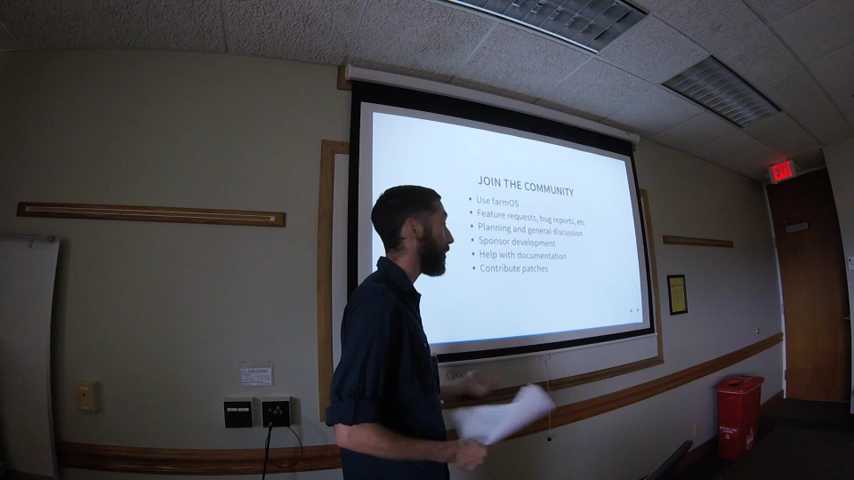 JOIN THE COMMUNITY
Use farmOS
Feature requests, bug reports, etc
Planning and general discussion
Sponsor development
Help with documentation
Contribute patches
EXIT